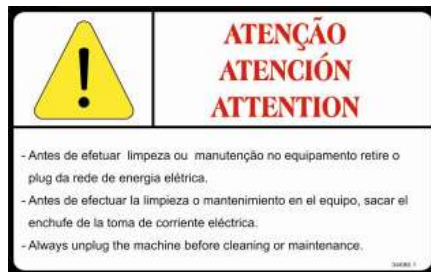 ATENÇÃO
ATENCIÓN
ATTENTION
- Antes de efetuar limpeza ou manutenção no equipamento retire o
plug da rede de energia elétrica.
- Antes de efectuar la limpieza o mantenimiento en el equipo, sacar el
enchufe de la toma de corriente eléctrica.
- Always unplug the machine before cleaning or maintenance.